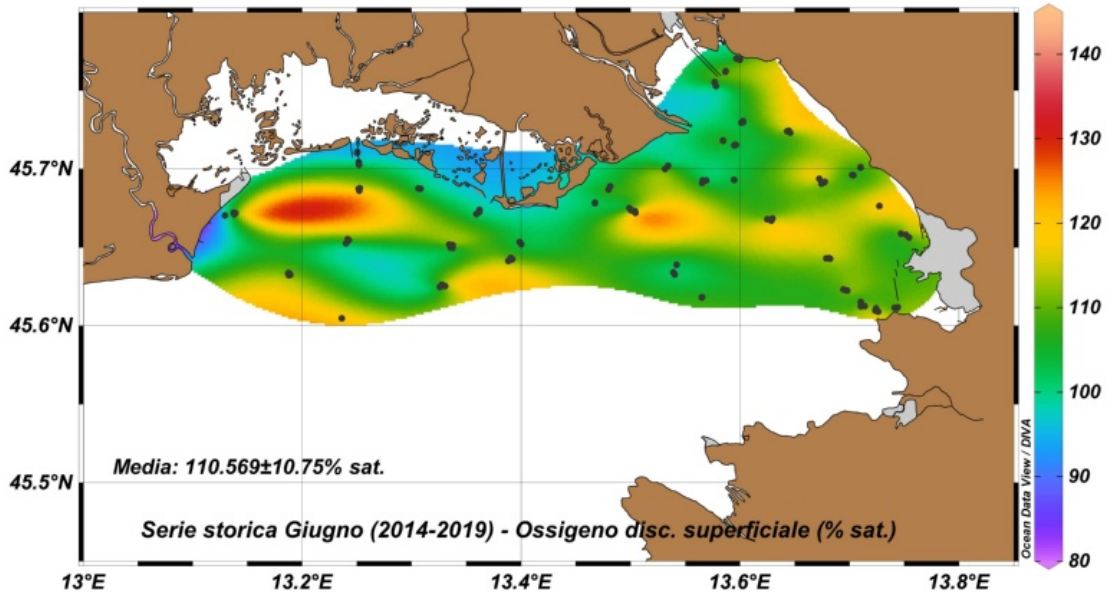 140
45.7°N
130
120
110
45.6°N
100
Media: 110.569±10.75% sat.
45.5°N
90
Serie storica Giugno (2014-2019) - Ossigeno disc. superficiale (% sat.)
Ocean Data View / DIVA
80
13°E
13.2°E
13.4°E
13.6°E
13.8°E